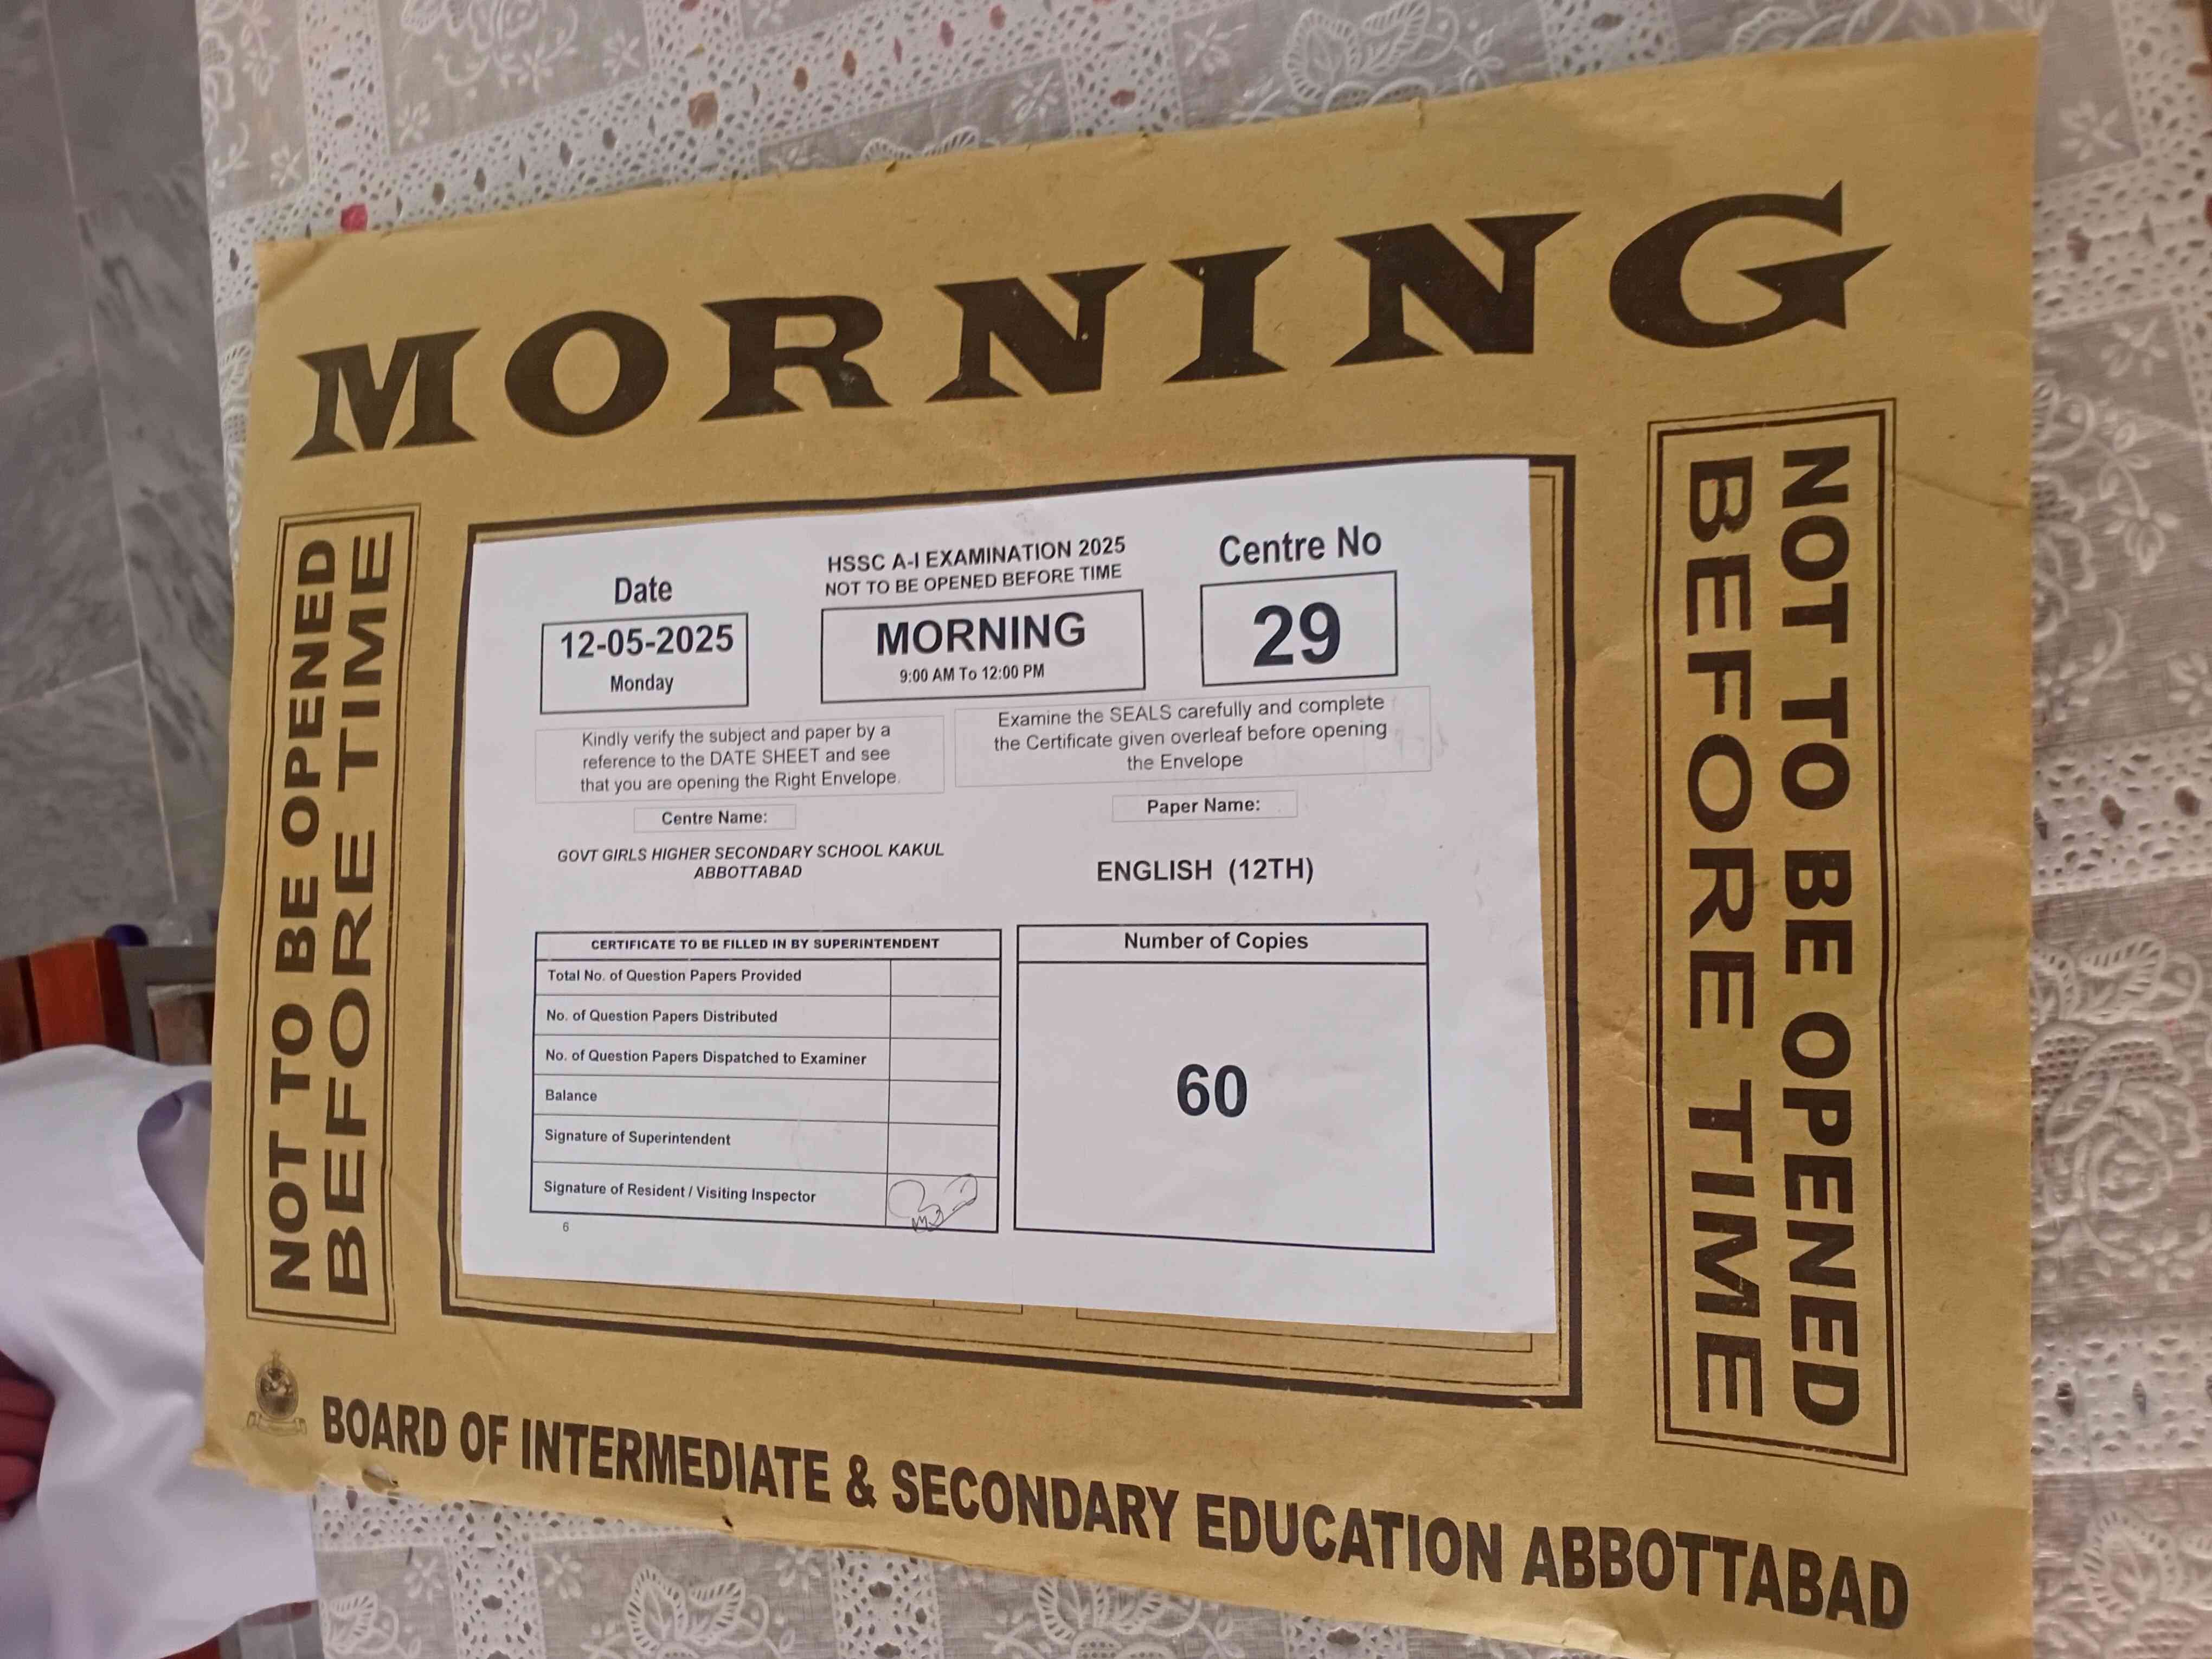 MORNING
NOT TO BE OPENED
BEFORE TIME
Date
12-05-2025
Monday
HSSC A-I EXAMINATION 2025
NOT TO BE OPENED BEFORE TIME
MORNING
9:00 AM To 12:00 PM
Centre No
29
Kindly verify the subject and paper by a
reference to the DATE SHEET and see
that you are opening the Right Envelope.
Examine the SEALS carefully and complete
the Certificate given overleaf before opening
the Envelope
Centre Name:
GOVT GIRLS HIGHER SECONDARY SCHOOL KAKUL
ABBOTTABAD
Paper Name:
ENGLISH (12TH)
CERTIFICATE TO BE FILLED IN BY SUPERINTENDENT
Total No. of Question Papers Provided
No. of Question Papers Distributed
No. of Question Papers Dispatched to Examiner
Balance
Signature of Superintendent
Signature of Resident / Visiting Inspector
6
Number of Copies
60
NOT TO BE OPENED
BEFORE TIME
BOARD OF INTERMEDIATE & SECONDARY EDUCATION ABBOTTABAD